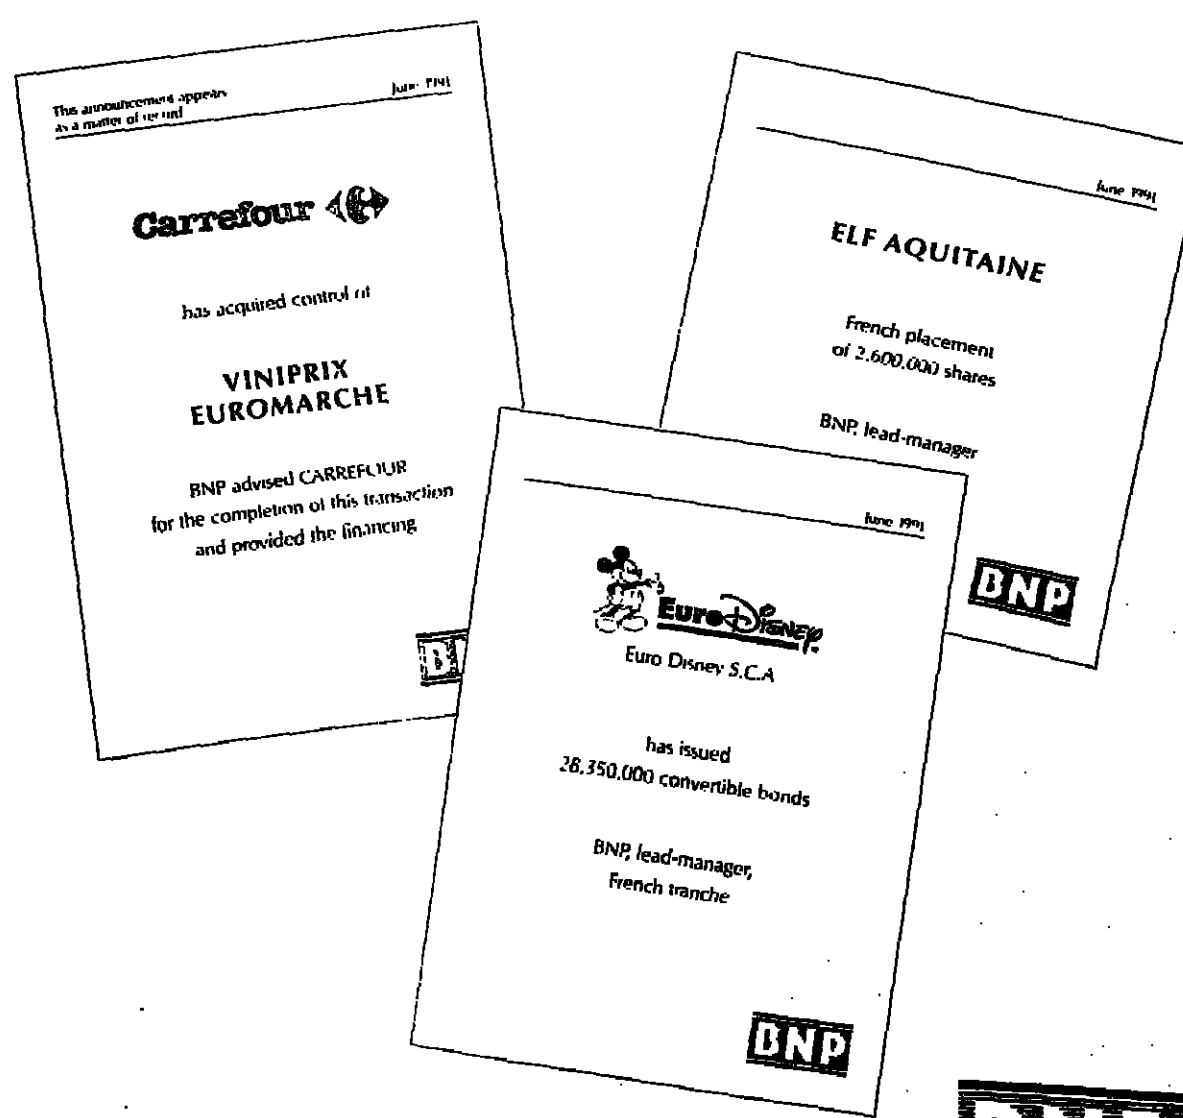 This announcement appears
as a matter of record
June 1991
Carrefour
has acquired control of
VINIPRIX
EUROMARCHE
BNP advised CARREFOUR
for the completion of this transaction
and provided the financing
June 1991
ELF AQUITAINE
French placement
of 2.600.000 shares
BNP, lead-manager
BNP
June 1991
Euro Disney
Euro Disney S.C.A
has issued
28.350.000 convertible bonds
BNP, lead-manager,
French tranche
BNP